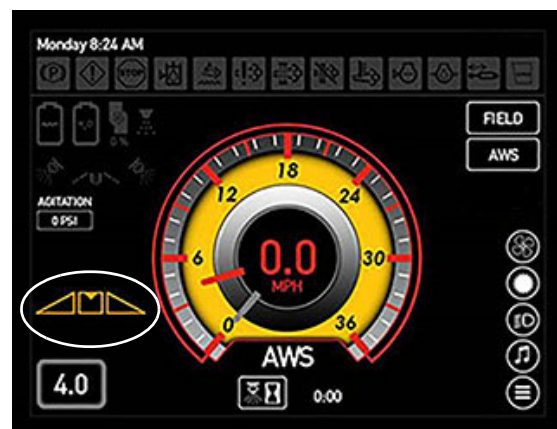 Monday 8:24 AM
(P) STOP
0 %
FIELD
AWS
AGITATION
0 PSI
0
6
12
18
24
30
36
0.0
MPH
AWS
4.0
0:00